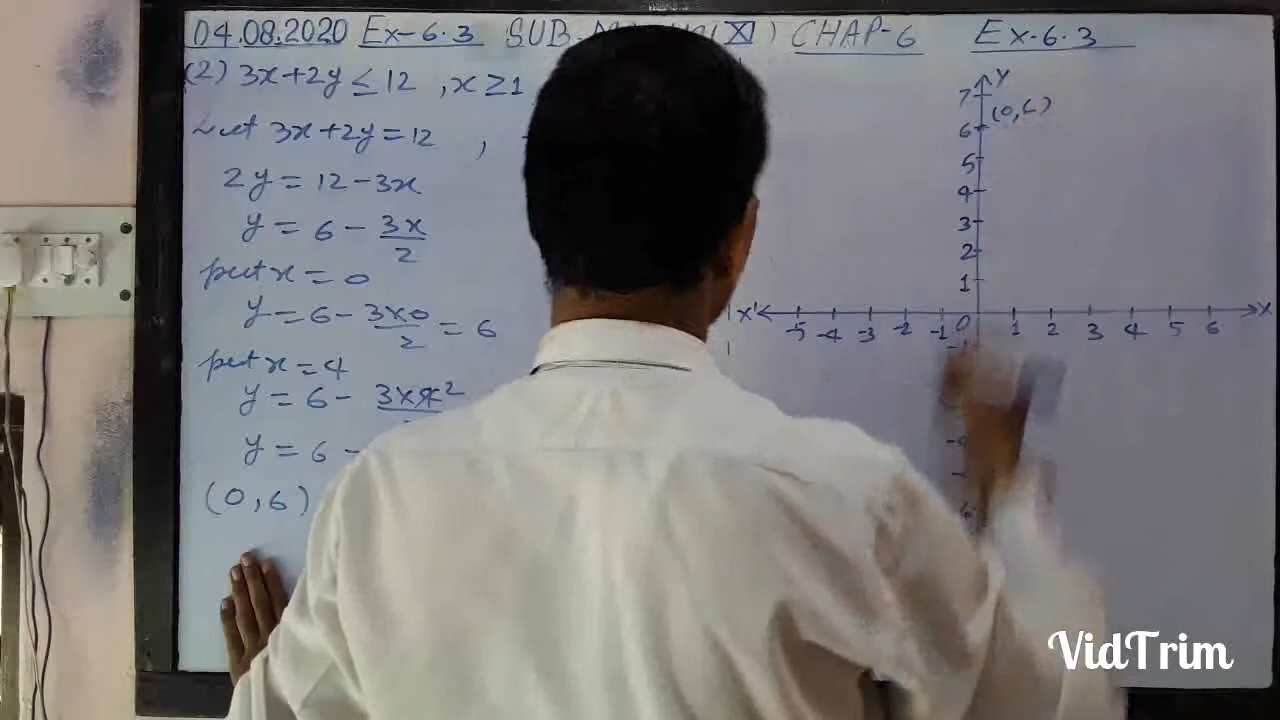 04.08.2020 Ex-6.3 SUB (XI) CHAP-6 Ex.6.3
(2) 3x+2y ≤ 12 , x ≥ 1
Let 3x+2y = 12 ,
2y = 12 - 3x
y = 6 - 3x/2
put x = 0
y = 6 - 3x0/2 = 6
put x = 4
y = 6 - 3x4 2
y = 6 -
(0,6)
Y
7
(0,6)
6
5
4
3
2
1
X' -5 -4 -3 -2 -1 0 1 2 3 4 5 6 X
VidTrim